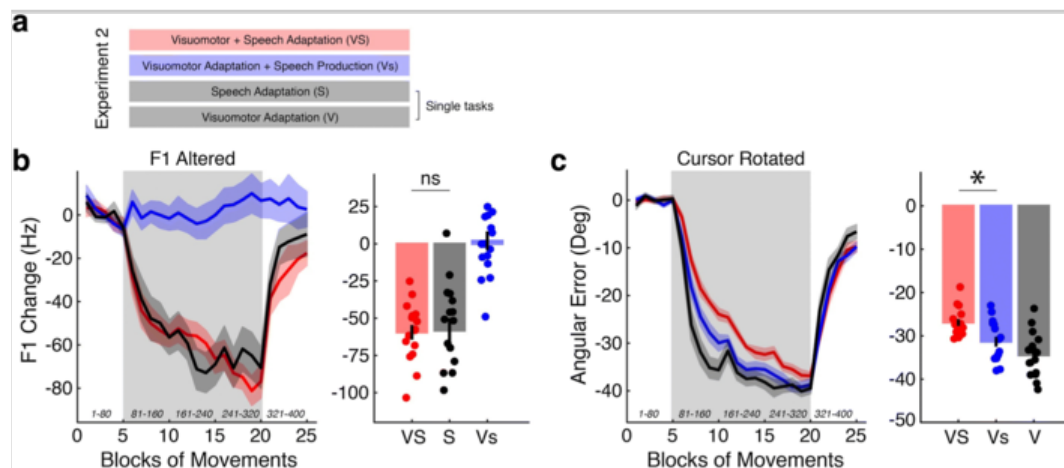 a
Experiment 2
Visuomotor + Speech Adaptation (VS)
Visuomotor Adaptation + Speech Production (Vs)
Speech Adaptation (S)
Visuomotor Adaptation (V)
Single tasks
b
F1 Altered
F1 Change (Hz)
0
-20
-40
-60
-80
1-80 81-160 161-240 241-320 321-400
0 5 10 15 20 25
Blocks of Movements
ns
25
0
-25
-50
-75
-100
VS S Vs
c
Cursor Rotated
Angular Error (Deg)
0
-10
-20
-30
-40
1-80 81-160 161-240 241-320 321-400
0 5 10 15 20 25
Blocks of Movements
*
0
-10
-20
-30
-40
-50
VS Vs V